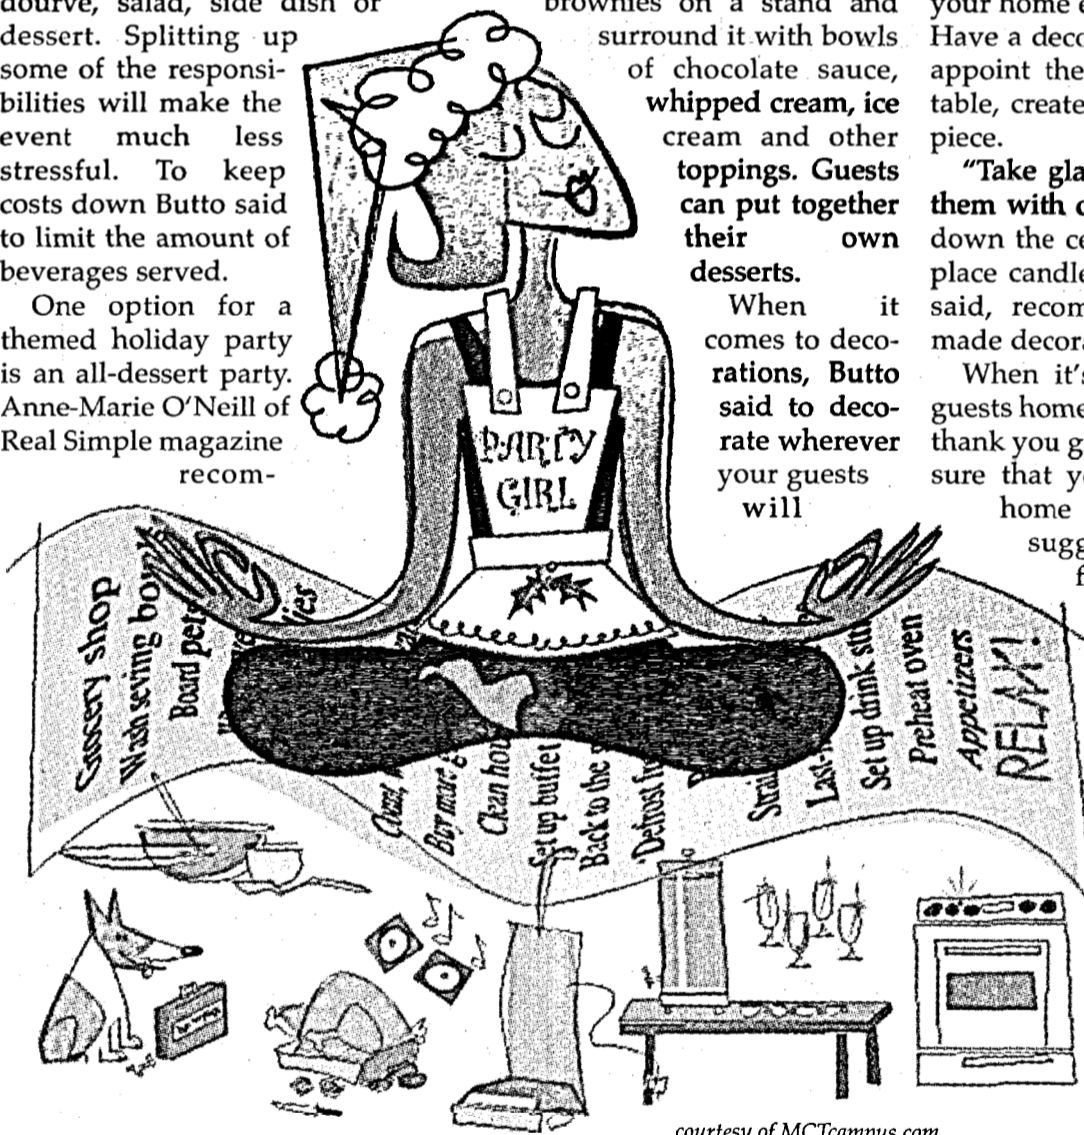 dourve, salad, side dish or
dessert. Splitting up
some of the responsi-
bilities will make the
event much less
stressful. To keep
costs down Butto said
to limit the amount of
beverages served.
One option for a
themed holiday party
is an all-dessert party.
Anne-Marie O'Neill of
Real Simple magazine
recom-
brownies on a stand and
surround it with bowls
of chocolate sauce,
whipped cream, ice
cream and other
toppings. Guests
can put together
their own
desserts.
When it
comes to deco-
rations, Butto
said to deco-
rate wherever
your guests
will
your home
Have a deco
appoint the
table, create
piece.
"Take gla
them with
down the ce
place candle
said, recom
made decora
When it's
guests home
thank you g
sure that y
home
sugg
f
PARTY
GIRL
Grocery shop
Wash serving bowls
Board pets
Clean hou
Set up buffet
Back to the
Defrost
Last-
Set up drink sta
Preheat oven
Appetizers
RELAX!
courtesy of MCTcampus.com